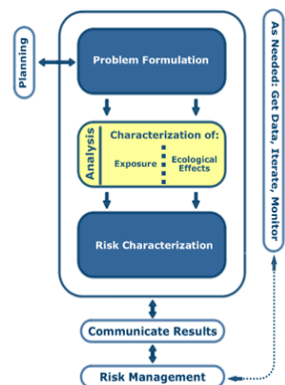 Planning
Problem Formulation
Analysis
Characterization of:
Exposure
Ecological
Effects
Risk Characterization
As Needed: Get Data, Iterate, Monitor
Communicate Results
Risk Management